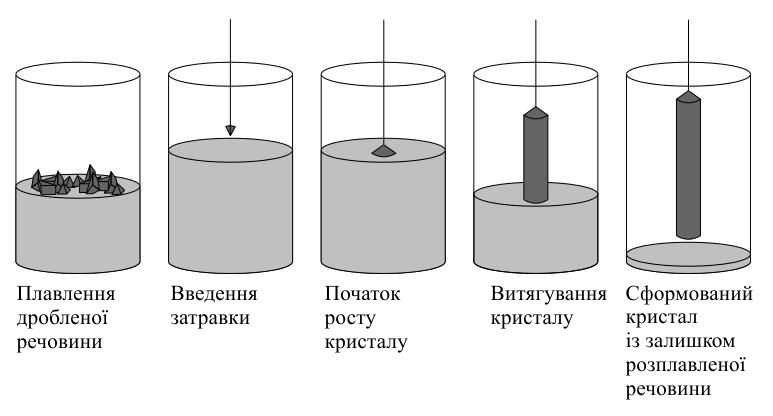 Плавлення
дробленої
речовини
Введення
затравки
Початок
росту
кристалу
Витягування
кристалу
Сформований
кристал
із залишком
розплавленої
речовини